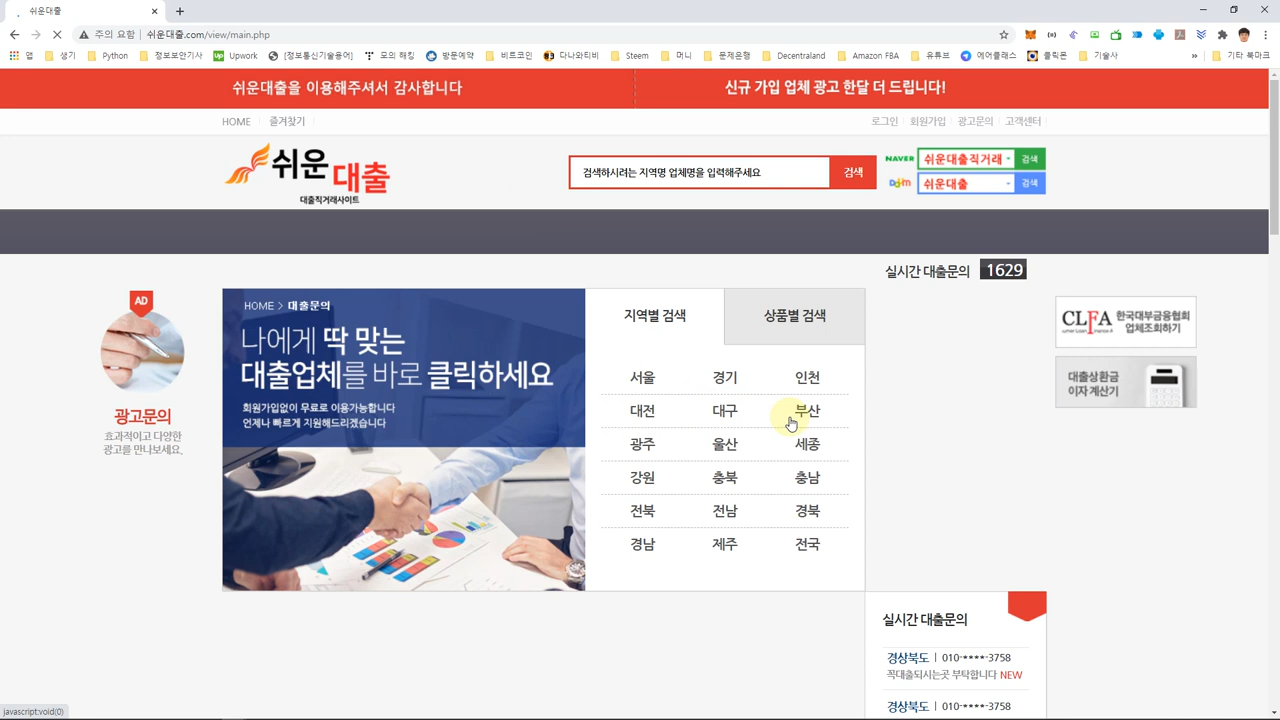 쉬운대출
주의 요함 | 쉬운대출.com/view/main.php
앱 생기 Python 정보보안기사 Upwork [정보통신기술용어] 모의 해킹 방문예약 비트코인 다나와티비 Steem 머니 문제은행 Decentraland Amazon FBA 유튜브 에어클래스 클릭몬 기술사 » 기타 북마크
쉬운대출을 이용해주셔서 감사합니다
신규 가입 업체 광고 한달 더 드립니다!
HOME 즐겨찾기
로그인 회원가입 광고문의 고객센터
쉬운대출
대출직거래사이트
검색하시려는 지역명 업체명을 입력해주세요 검색
NAVER 쉬운대출직거래 검색
Daum 쉬운대출 검색
실시간 대출문의 1629
AD
광고문의
효과적이고 다양한
광고를 만나보세요.
HOME > 대출문의
나에게 딱 맞는
대출업체를 바로 클릭하세요
회원가입없이 무료로 이용가능합니다
언제나 빠르게 지원해드리겠습니다
지역별 검색 상품별 검색
서울 경기 인천
대전 대구 부산
광주 울산 세종
강원 충북 충남
전북 전남 경북
경남 제주 전국
CLFA 한국대부금융협회
업체조회하기
대출상환금
이자 계산기
실시간 대출문의
경상북도 | 010-****-3758
꼭대출되시는곳 부탁합니다 NEW
경상북도 | 010-****-3758
javascript:void(0)